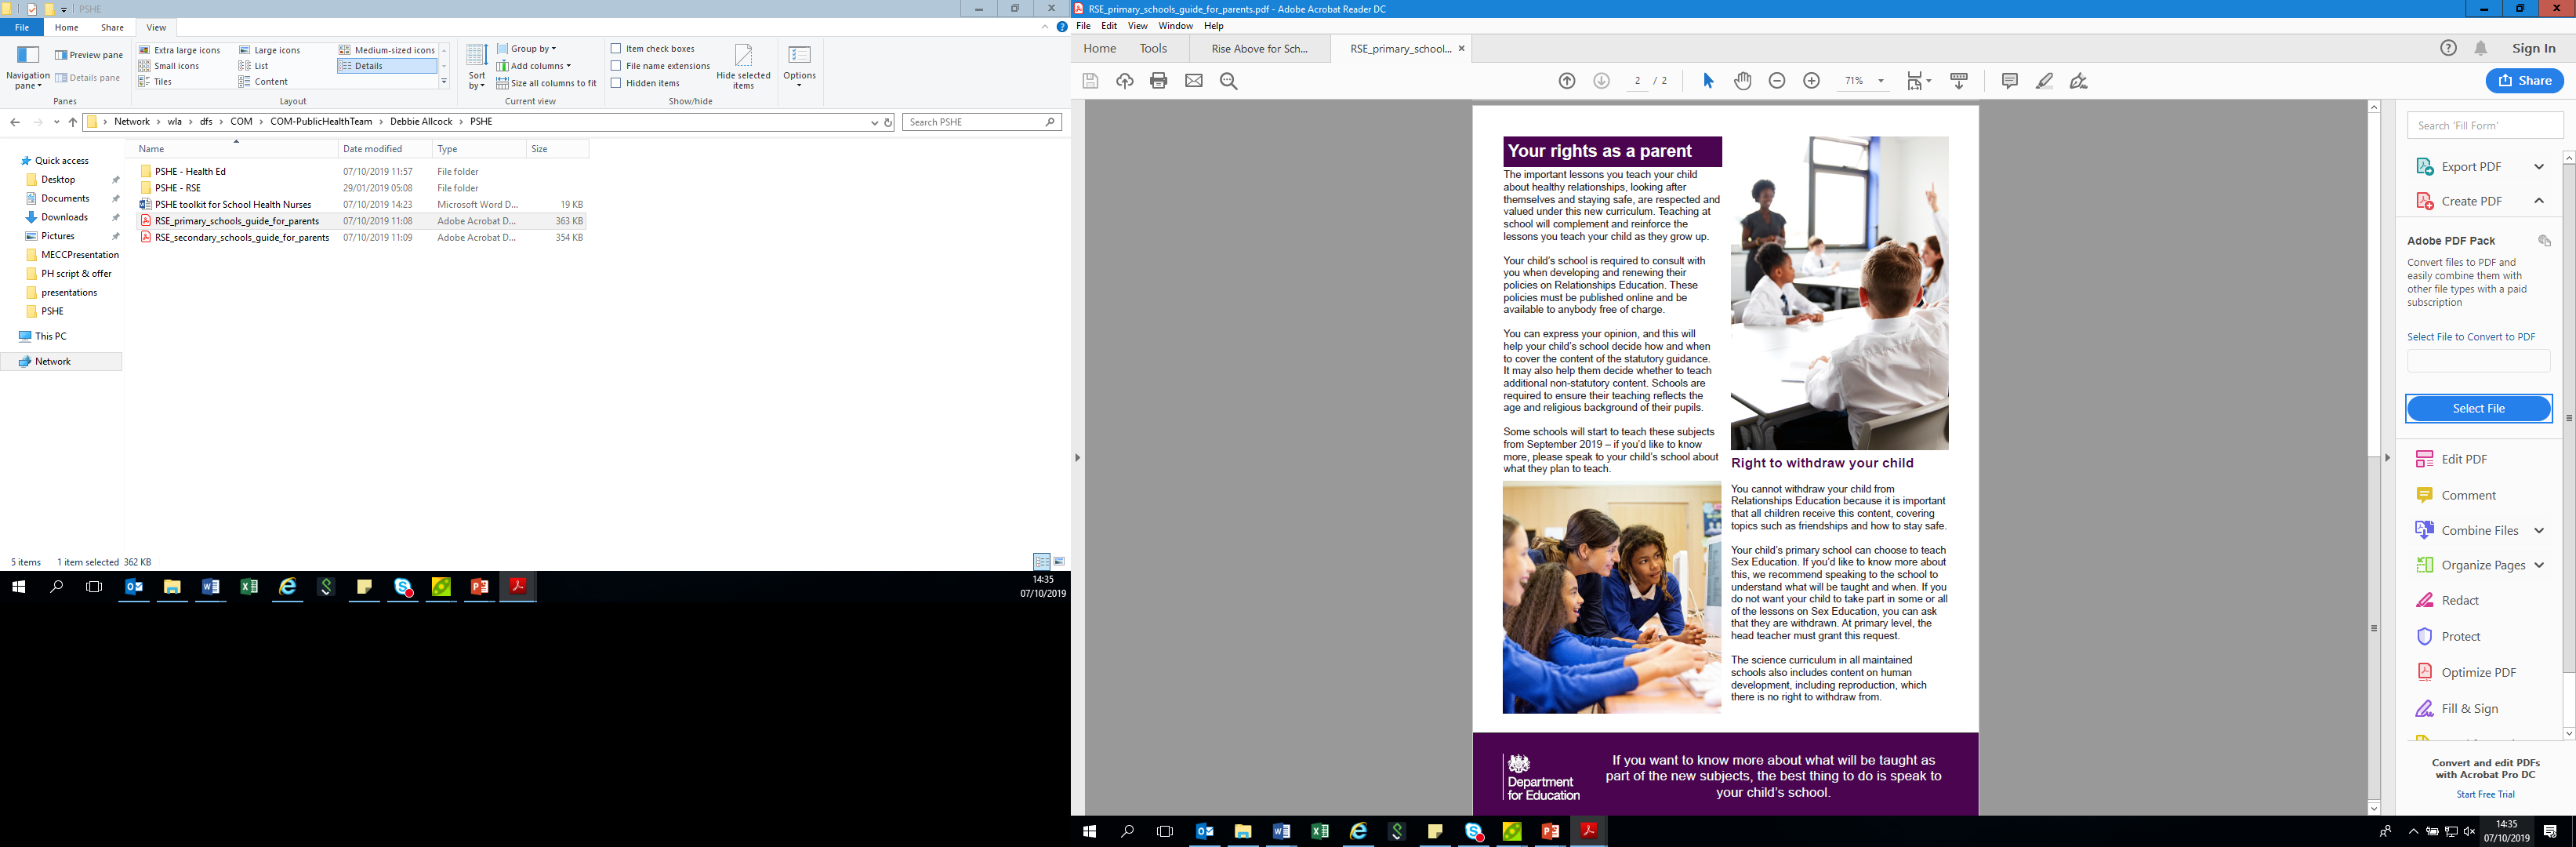 PSHE
File
Home
Share
View
Navigation
pane
Preview pane
Details pane
Panes
Extra large icons
Large icons
Medium-sized icons
Small icons
List
Details
Tiles
Content
Layout
Sort
by
Group by
Add columns
Size all columns to fit
Current view
Item check boxes
File name extensions
Hidden items
Hide selected
items
Show/hide
Options
Network > wla > dfs > COM > COM-PublicHealthTeam > Debbie Allcock > PSHE
Search PSHE
Quick access
Desktop
Documents
Downloads
Pictures
MECCPresentation
PH script & offer
presentations
PSHE
This PC
Network
Name Date modified Type Size
PSHE - Health Ed 07/10/2019 11:57 File folder
PSHE - RSE 29/01/2019 05:08 File folder
PSHE toolkit for School Health Nurses 07/10/2019 14:23 Microsoft Word D... 19 KB
RSE_primary_schools_guide_for_parents 07/10/2019 11:08 Adobe Acrobat D... 363 KB
RSE_secondary_schools_guide_for_parents 07/10/2019 11:09 Adobe Acrobat D... 354 KB
5 items 1 item selected 362 KB
14:35
07/10/2019
RSE_primary_schools_guide_for_parents.pdf - Adobe Acrobat Reader DC
File Edit View Window Help
Home Tools Rise Above for Sch... RSE_primary_school... ×
Sign In
2 / 2
71%
Share
Your rights as a parent
The important lessons you teach your child
about healthy relationships, looking after
themselves and staying safe, are respected and
valued under this new curriculum. Teaching at
school will complement and reinforce the
lessons you teach your child as they grow up.
Your child's school is required to consult with
you when developing and renewing their
policies on Relationships Education. These
policies must be published online and be
available to anybody free of charge.
You can express your opinion, and this will
help your child's school decide how and when
to cover the content of the statutory guidance.
It may also help them decide whether to teach
additional non-statutory content. Schools are
required to ensure their teaching reflects the
age and religious background of their pupils.
Some schools will start to teach these subjects
from September 2019 – if you'd like to know
more, please speak to your child's school about
what they plan to teach.
Right to withdraw your child
You cannot withdraw your child from
Relationships Education because it is important
that all children receive this content, covering
topics such as friendships and how to stay safe.
Your child's primary school can choose to teach
Sex Education. If you'd like to know more about
this, we recommend speaking to the school to
understand what will be taught and when. If you
do not want your child to take part in some or all
of the lessons on Sex Education, you can ask
that they are withdrawn. At primary level, the
head teacher must grant this request.
The science curriculum in all maintained
schools also includes content on human
development, including reproduction, which
there is no right to withdraw from.
Department
for Education
If you want to know more about what will be taught as
part of the new subjects, the best thing to do is speak to
your child's school.
Search 'Fill Form'
Export PDF
Create PDF
Adobe PDF Pack
Convert files to PDF and
easily combine them with
other file types with a paid
subscription
Select File to Convert to PDF
Select File
Edit PDF
Comment
Combine Files
Organize Pages
Redact
Protect
Optimize PDF
Fill & Sign
Convert and edit PDFs
with Acrobat Pro DC
Start Free Trial
14:35
07/10/2019